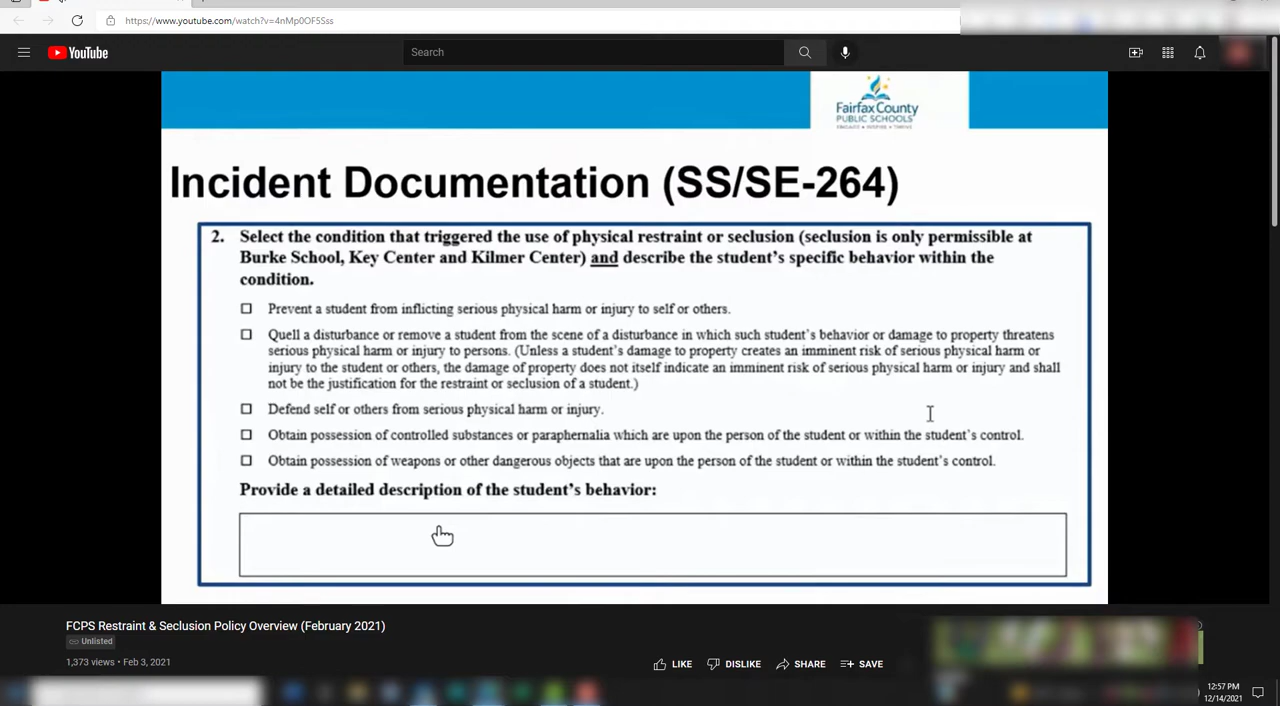 https://www.youtube.com/watch?v=4nMp0OF5Sss
YouTube
Search
Fairfax County
PUBLIC SCHOOLS
ENGAGE • INSPIRE • THRIVE
Incident Documentation (SS/SE-264)
2. Select the condition that triggered the use of physical restraint or seclusion (seclusion is only permissible at
Burke School, Key Center and Kilmer Center) and describe the student's specific behavior within the
condition.
Prevent a student from inflicting serious physical harm or injury to self or others.
Quell a disturbance or remove a student from the scene of a disturbance in which such student's behavior or damage to property threatens
serious physical harm or injury to persons. (Unless a student's damage to property creates an imminent risk of serious physical harm or
injury to the student or others, the damage of property does not itself indicate an imminent risk of serious physical harm or injury and shall
not be the justification for the restraint or seclusion of a student.)
Defend self or others from serious physical harm or injury.
Obtain possession of controlled substances or paraphernalia which are upon the person of the student or within the student's control.
Obtain possession of weapons or other dangerous objects that are upon the person of the student or within the student's control.
Provide a detailed description of the student's behavior:
FCPS Restraint & Seclusion Policy Overview (February 2021)
Unlisted
1,373 views • Feb 3, 2021
LIKE
DISLIKE
SHARE
SAVE
12:57 PM
12/14/2021